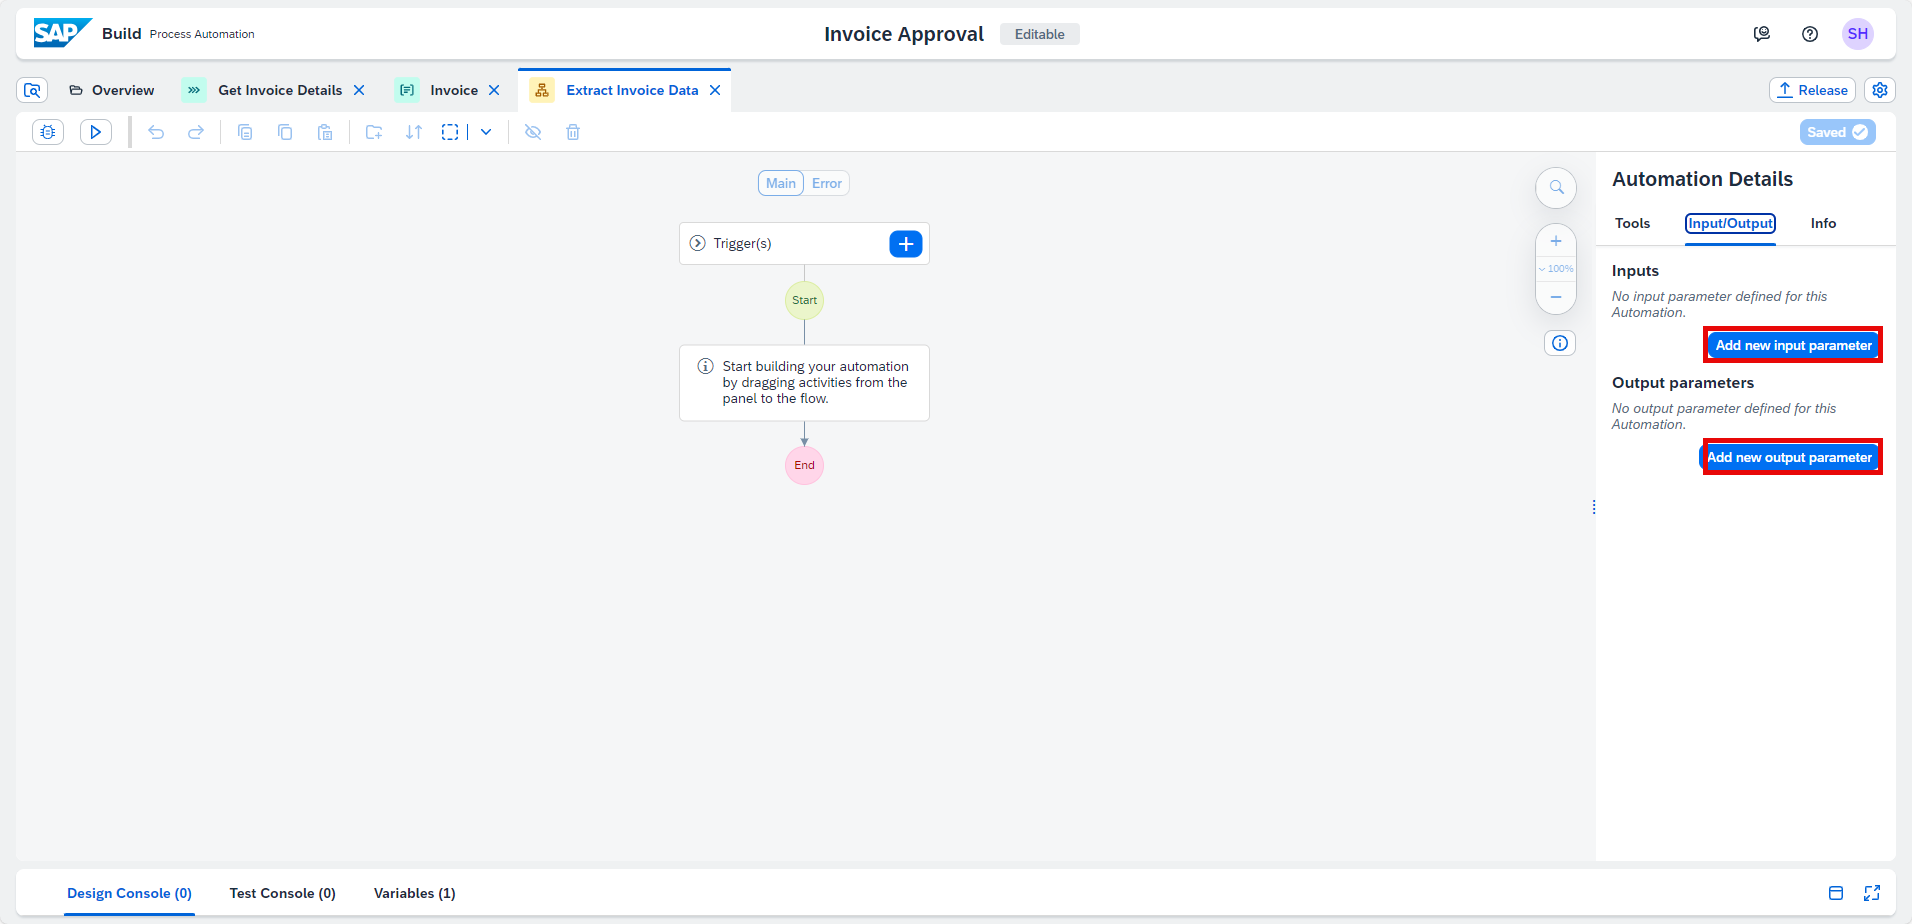 SAP Build Process Automation
Invoice Approval Editable
SH
Overview
Get Invoice Details
Invoice
Extract Invoice Data
Release
Saved
Main Error
Trigger(s)
Start
Start building your automation
by dragging activities from the
panel to the flow.
End
100%
Automation Details
Tools Input/Output Info
Inputs
No input parameter defined for this
Automation.
Add new input parameter
Output parameters
No output parameter defined for this
Automation.
Add new output parameter
Design Console (0) Test Console (0) Variables (1)